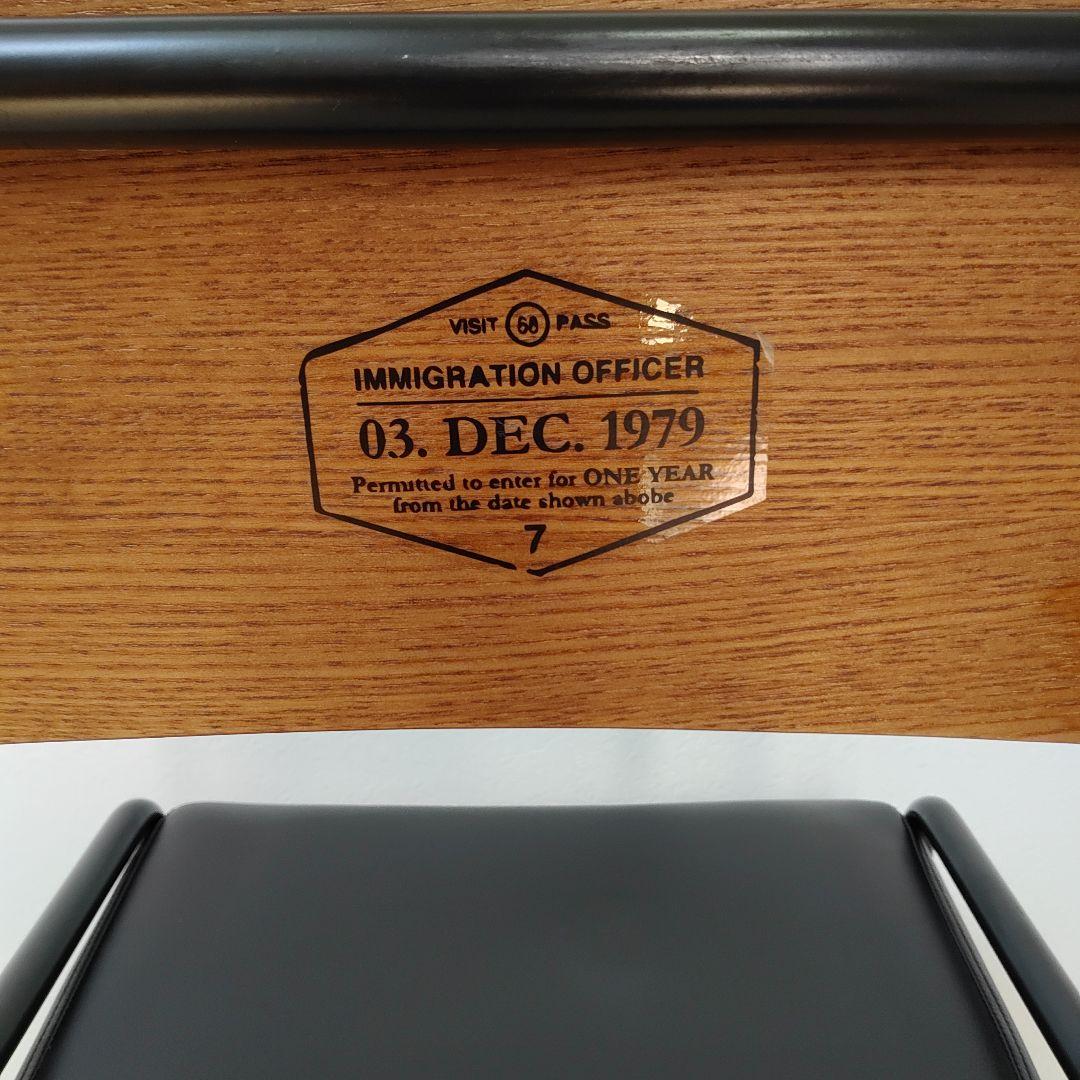 VISIT 68 PASS
IMMIGRATION OFFICER
03. DEC. 1979
Permitted to enter for ONE YEAR
from the date shown abobe
7